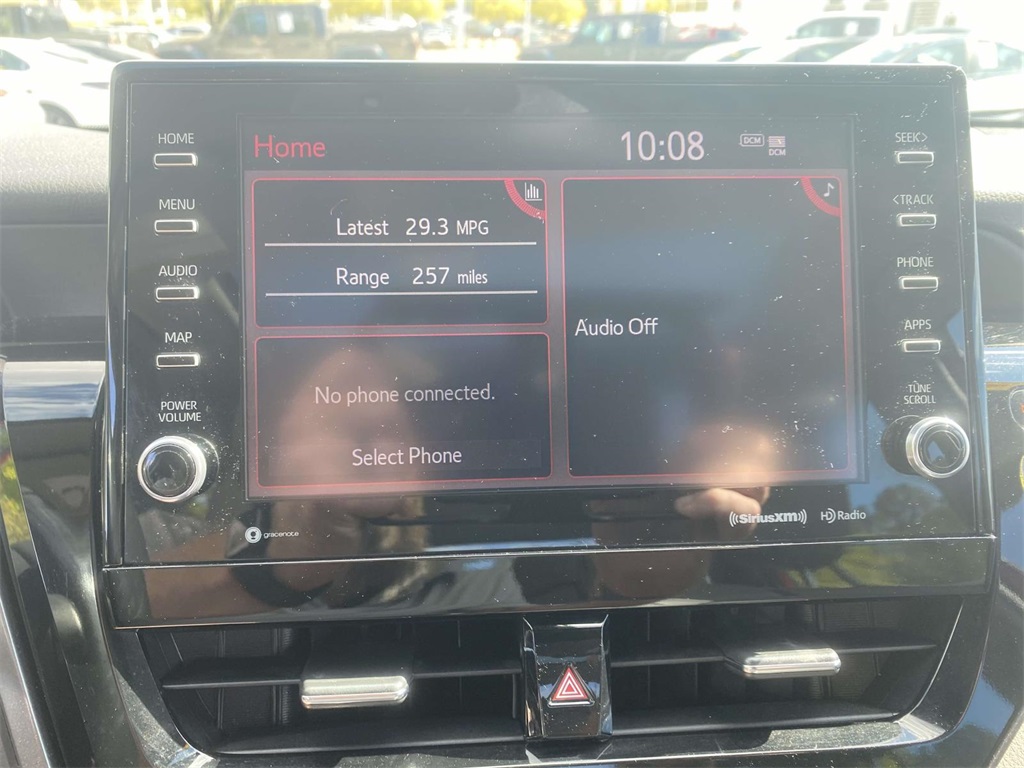 HOME
MENU
AUDIO
MAP
POWER
VOLUME
Home
10:08
DCM
DCM
Latest 29.3 MPG
Range 257 miles
No phone connected.
Select Phone
Audio Off
SEEK>
<TRACK
PHONE
APPS
TUNE
SCROLL
gracenote
((SiriusXM))
HD Radio